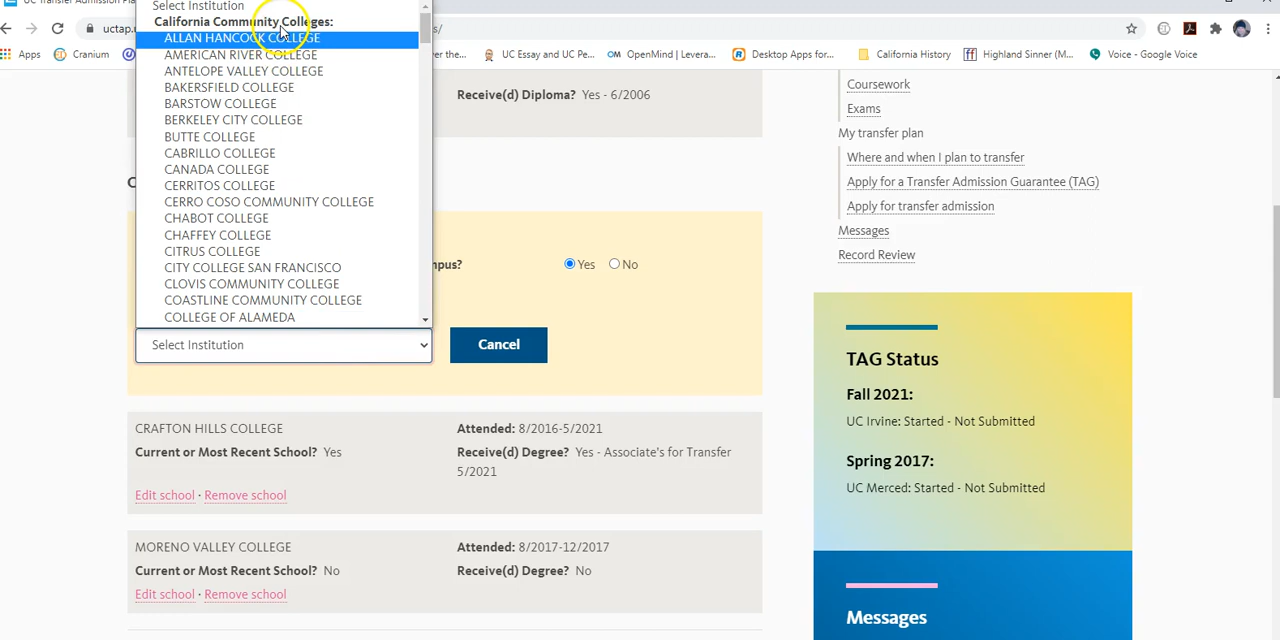 UC Transfer Admission Pla
Select Institution
California Community Colleges:
uctap.u
s/
ALLAN HANCOCK COLLEGE
Apps
Cranium
UC Essay and UC Pe...
OpenMind (Levera...
Desktop Apps for...
California History
Highland Sinner (M...
Voice - Google Voice
AMERICAN RIVER COLLEGE
ANTELOPE VALLEY COLLEGE
BAKERSFIELD COLLEGE
BARSTOW COLLEGE
BERKELEY CITY COLLEGE
BUTTE COLLEGE
CABRILLO COLLEGE
CANADA COLLEGE
CERRITOS COLLEGE
CERRO COSO COMMUNITY COLLEGE
CHABOT COLLEGE
CHAFFEY COLLEGE
CITRUS COLLEGE
CITY COLLEGE SAN FRANCISCO
CLOVIS COMMUNITY COLLEGE
COASTLINE COMMUNITY COLLEGE
COLLEGE OF ALAMEDA
Select Institution
Cancel
Receive(d) Diploma? Yes - 6/2006
C
npus?
Yes
No
CRAFTON HILLS COLLEGE
Attended: 8/2016-5/2021
Current or Most Recent School? Yes
Receive(d) Degree? Yes - Associate's for Transfer
5/2021
Edit school · Remove school
MORENO VALLEY COLLEGE
Attended: 8/2017-12/2017
Current or Most Recent School? No
Receive(d) Degree? No
Edit school · Remove school
Coursework
Exams
My transfer plan
Where and when I plan to transfer
Apply for a Transfer Admission Guarantee (TAG)
Apply for transfer admission
Messages
Record Review
TAG Status
Fall 2021:
UC Irvine: Started - Not Submitted
Spring 2017:
UC Merced: Started - Not Submitted
Messages